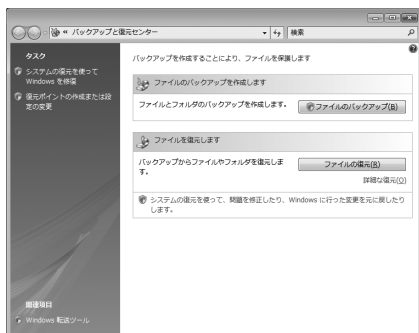 バックアップと復元センター
検索
タスク
システムの復元を使って
Windows を修復
復元ポイントの作成または設
定の変更
関連項目
Windows 転送ツール
バックアップを作成することにより、ファイルを保護し
ます
ファイルのバックアップを作成します
ファイルとフォルダのバックアップを作成します。
ファイルのバックアップ(B)
ファイルを復元します
バックアップからファイルやフォルダを復元しま
す。
ファイルの復元(R)
詳細な復元(O)
システムの復元を使って、問題を修正したり、Windows に行った変更を元に戻したり
します。